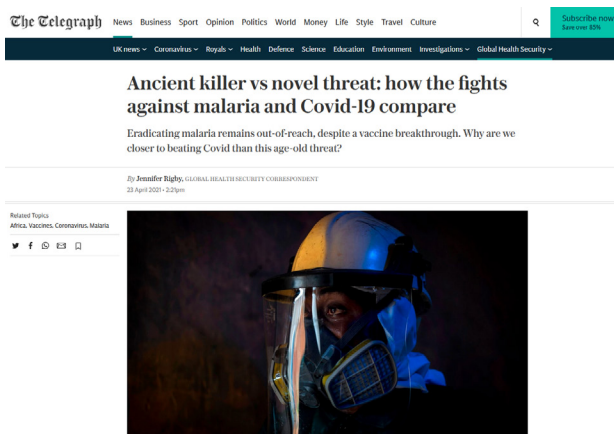 The Telegraph
News Business Sport Opinion Politics World Money Life Style Travel Culture
Subscribe now
Save over 85%
UK news Coronavirus Royals Health Defence Science Education Environment Investigations Global Health Security
Ancient killer vs novel threat: how the fights
against malaria and Covid-19 compare
Eradicating malaria remains out-of-reach, despite a vaccine breakthrough. Why are we
closer to beating Covid than this age-old threat?
By Jennifer Rigby, GLOBAL HEALTH SECURITY CORRESPONDENT
23 April 2021 • 2:21pm
Related Topics
Africa, Vaccines, Coronavirus, Malaria